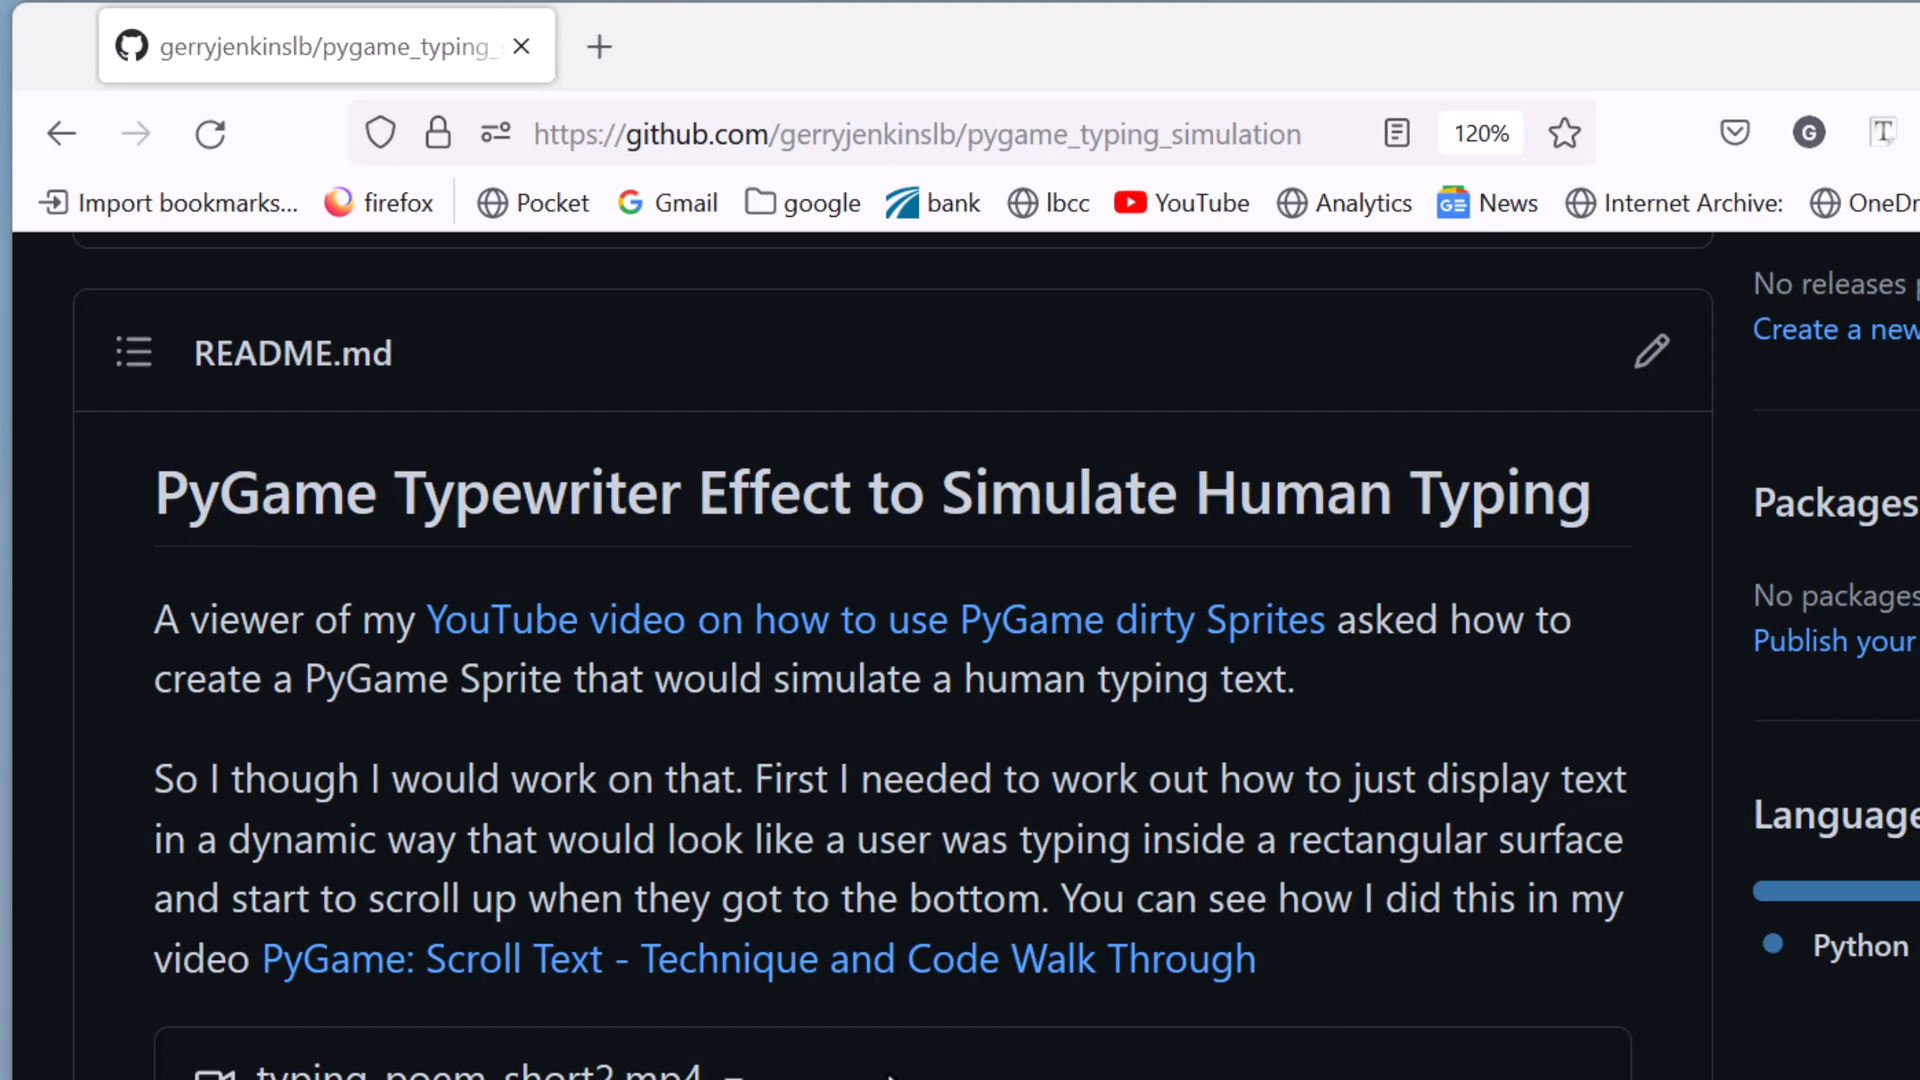 gerryjenkinslb/pygame_typing_
https://github.com/gerryjenkinslb/pygame_typing_simulation
120%
G
T
Import bookmarks...
firefox
Pocket
Gmail
google
bank
lbcc
YouTube
Analytics
GE
News
Internet Archive:
OneDr
No releases
Create a new
README.md
PyGame Typewriter Effect to Simulate Human Typing
A viewer of my YouTube video on how to use PyGame dirty Sprites asked how to
create a PyGame Sprite that would simulate a human typing text.
So I though I would work on that. First I needed to work out how to just display text
in a dynamic way that would look like a user was typing inside a rectangular surface
and start to scroll up when they got to the bottom. You can see how I did this in my
video PyGame: Scroll Text - Technique and Code Walk Through
typing_poem_short2.mp4
Packages
No packages
Publish your
Language
Python